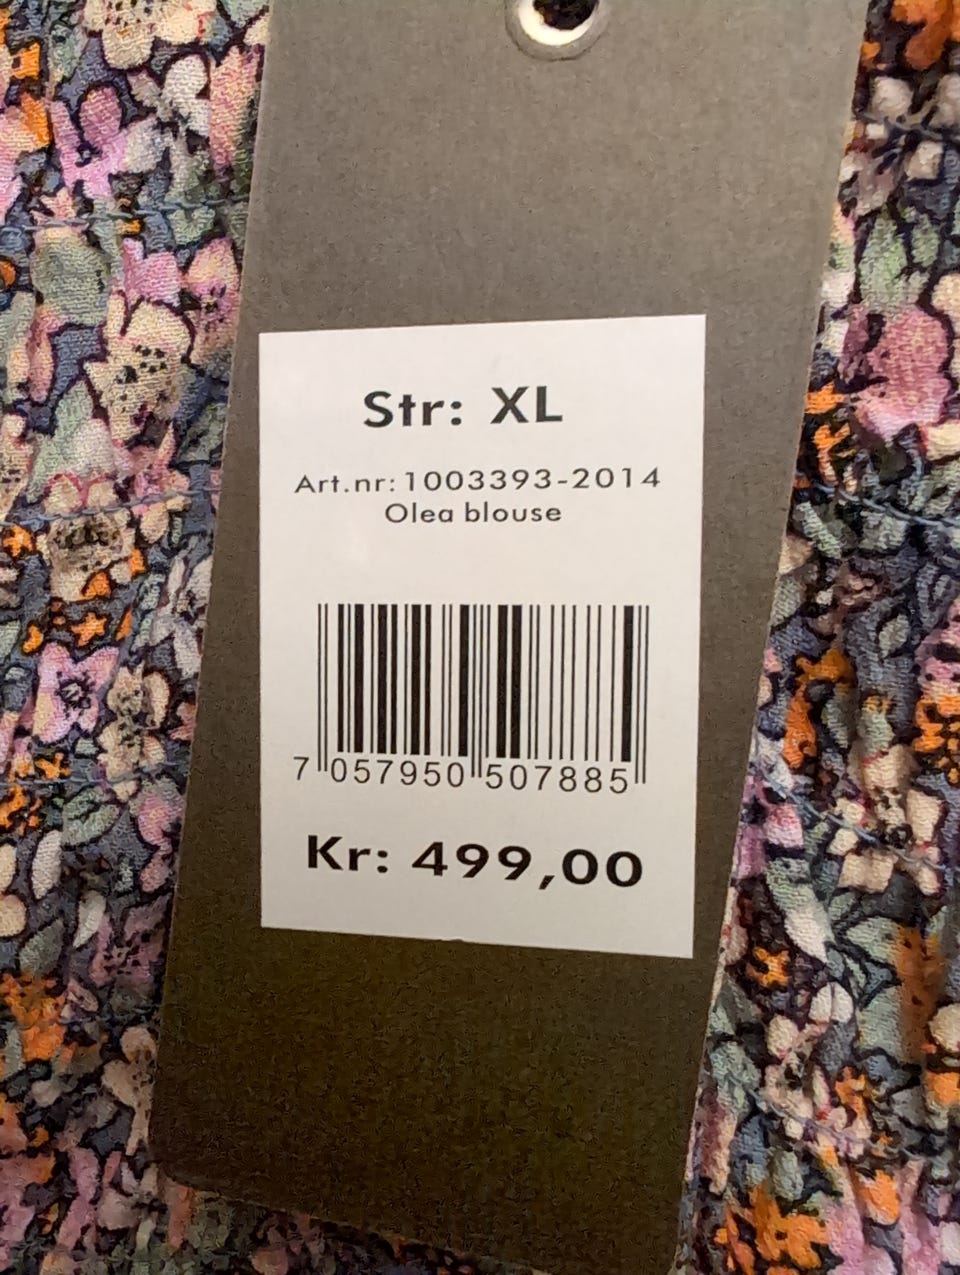 Str: XL
Art.nr: 1003393-2014
Olea blouse
7 057950 507885
Kr: 499,00